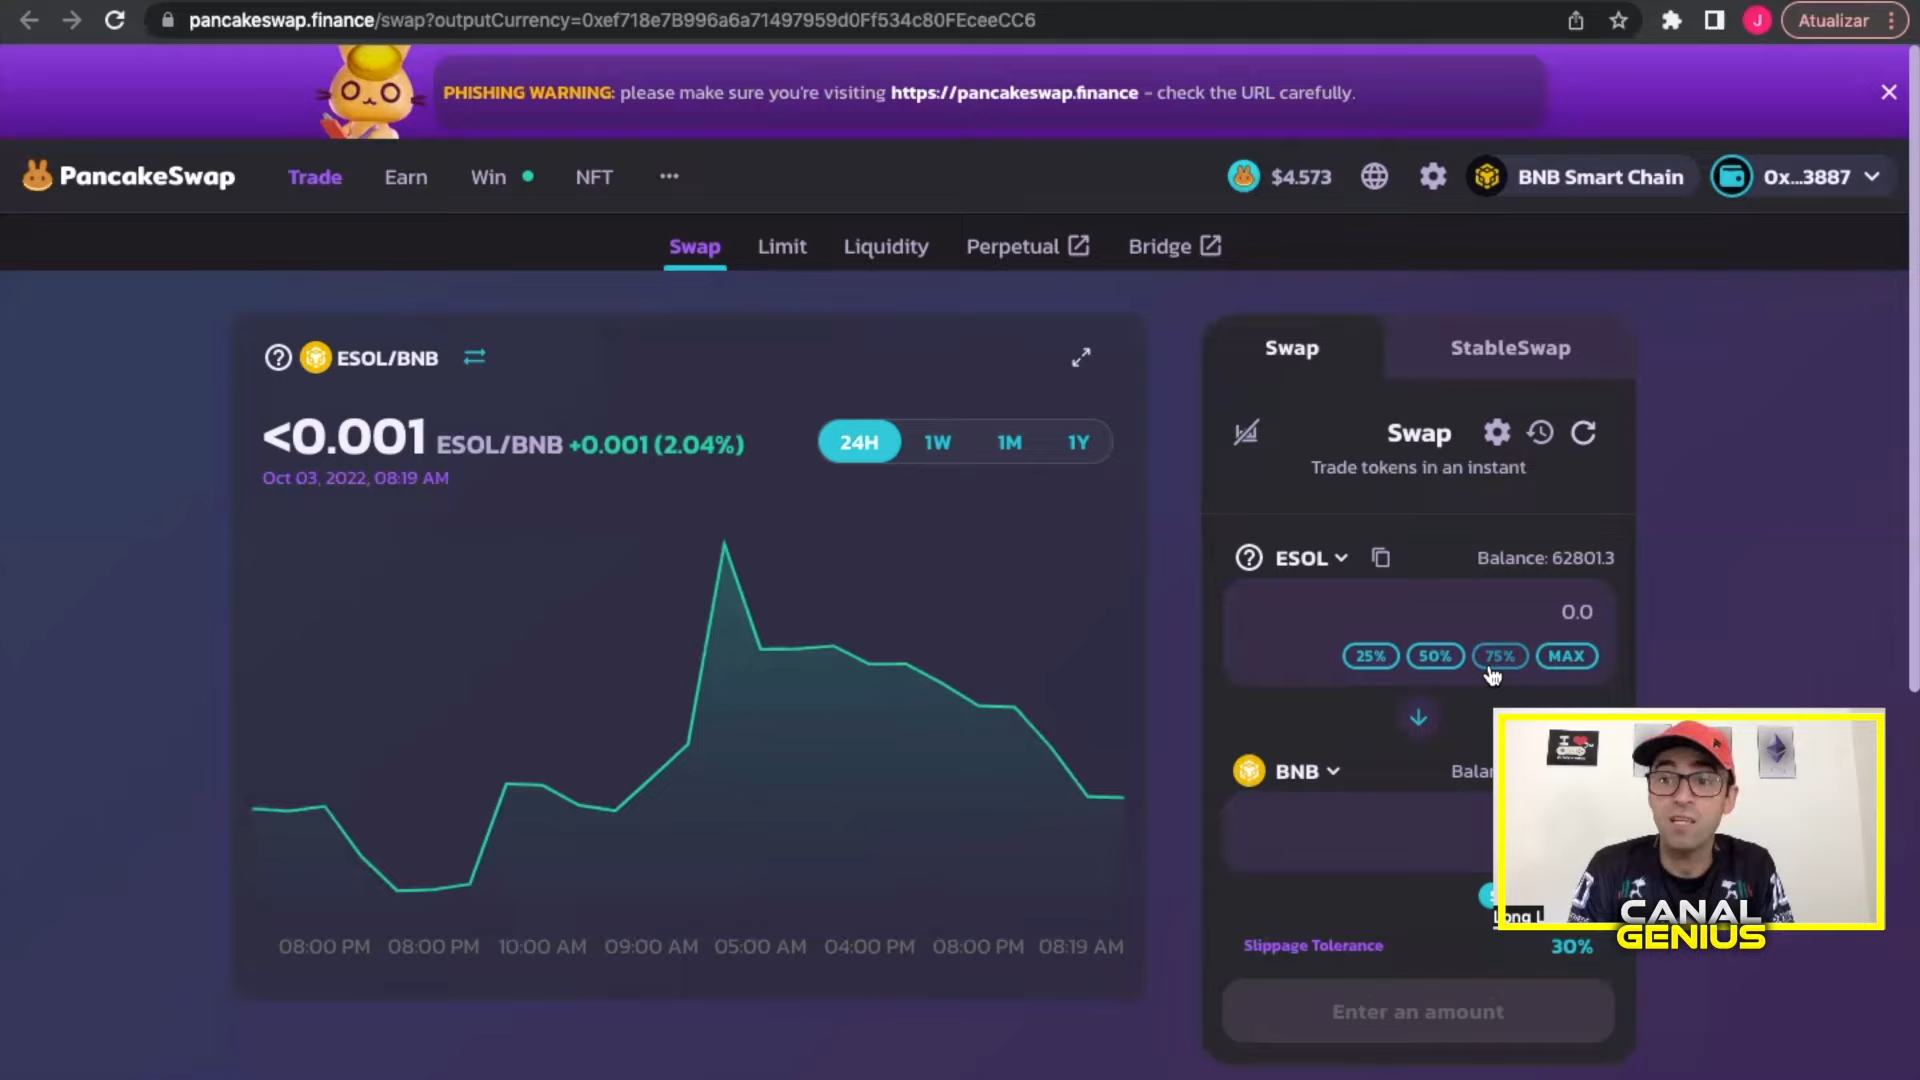 pancakeswap.finance/swap?outputCurrency=0xef718e7B996a6a71497959d0Ff534c80FEceeCC6
J
Atualizar
PHISHING WARNING: please make sure you're visiting https://pancakeswap.finance - check the URL carefully.
PancakeSwap
Trade
Earn
Win
NFT
$4.573
BNB Smart Chain
0x...3887
Swap
Limit
Liquidity
Perpetual
Bridge
ESOL/BNB
<0.001 ESOL/BNB +0.001 (2.04%)
Oct 03, 2022, 08:19 AM
24H
1W
1M
1Y
08:00 PM
08:00 PM
10:00 AM
09:00 AM
05:00 AM
04:00 PM
08:00 PM
08:19 AM
Swap
StableSwap
Swap
Trade tokens in an instant
ESOL
Balance: 62801.3
0.0
25%
50%
75%
MAX
BNB
Slippage Tolerance
30%
Enter an amount
CANAL
GENIUS